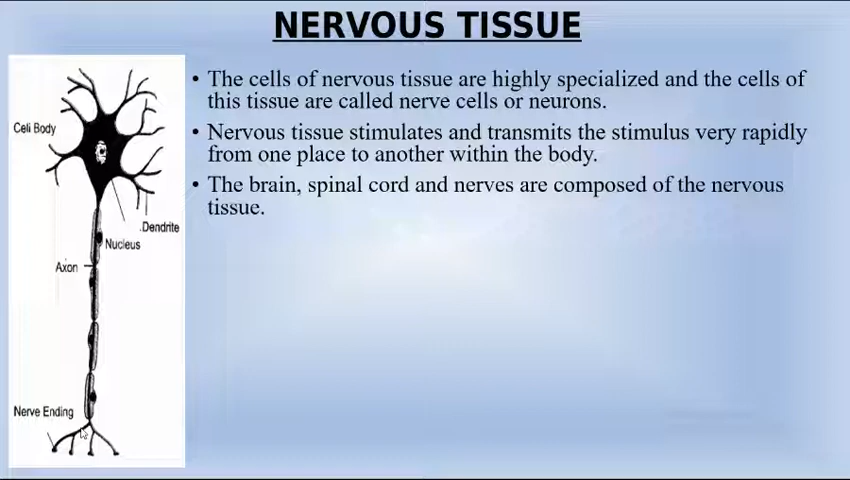 NERVOUS TISSUE
• The cells of nervous tissue are highly specialized and the cells of
this tissue are called nerve cells or neurons.
• Nervous tissue stimulates and transmits the stimulus very rapidly
from one place to another within the body.
• The brain, spinal cord and nerves are composed of the nervous
tissue.
Cell Body
Dendrite
Nucleus
Axon
Nerve Ending